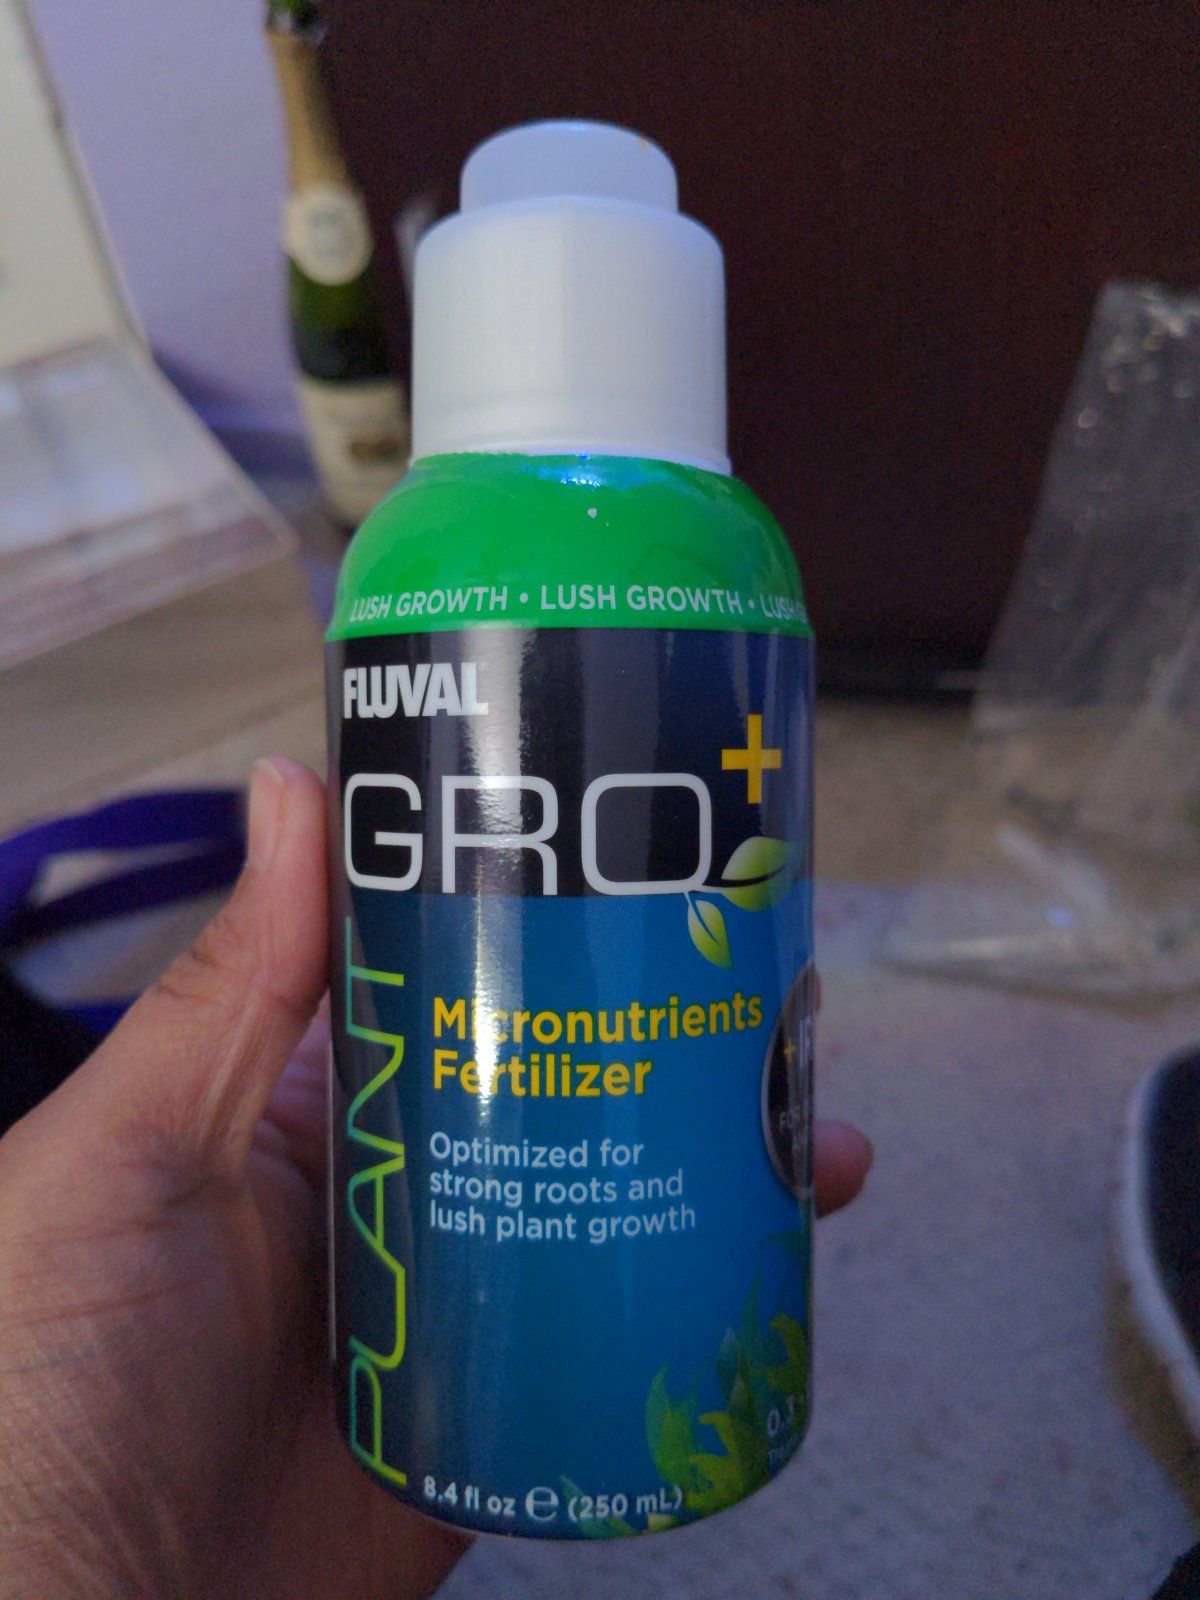 LUSH GROWTH • LUSH GROWTH • LUSH
FLUVAL
GRO+
PLANT
Micronutrients
Fertilizer
Optimized for
strong roots and
lush plant growth
8.4 fl oz ℮ (250 mL)